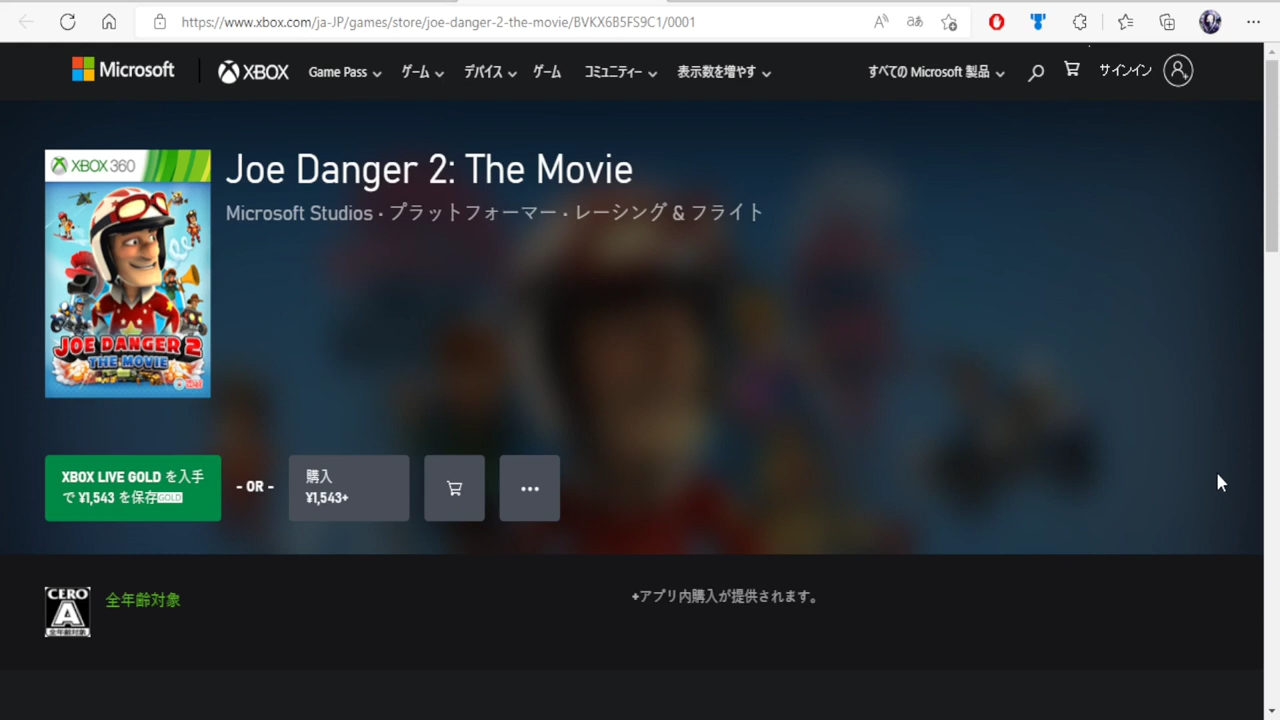 https://www.xbox.com/ja-JP/games/store/joe-danger-2-the-movie/BVKX6B5FS9C1/0001
Microsoft
XBOX
Game Pass
ゲーム
デバイス
ゲーム
コミュニティー
表示数を増やす
すべての Microsoft 製品
サインイン
XBOX 360
JOE DANGER 2
THE MOVIE
Joe Danger 2: The Movie
Microsoft Studios • プラットフォーマー • レーシング & フライト
XBOX LIVE GOLD を入手
で ¥1,543 を保存GOLD
- OR -
購入
¥1,543+
CERO
A
全年齢対象
全年齢対象
+アプリ内購入が提供されます。